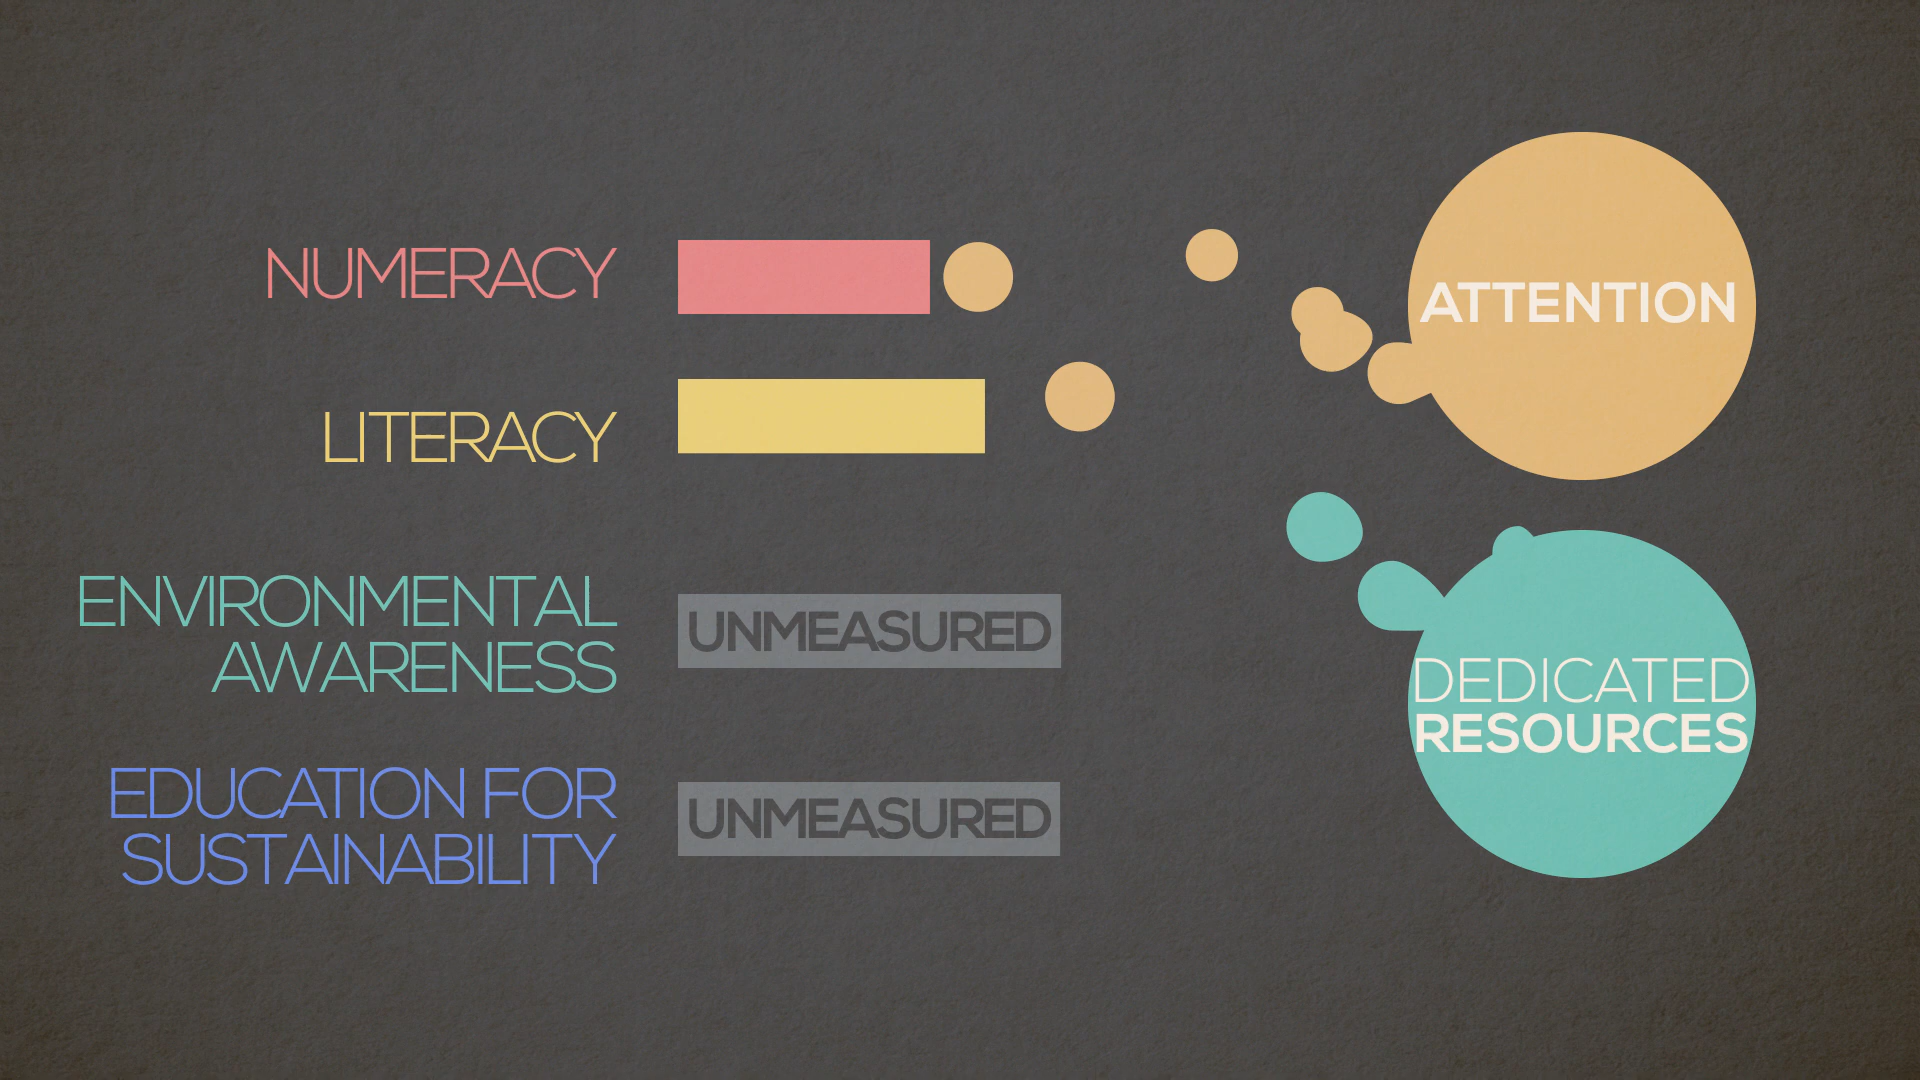 NUMERACY
LITERACY
ENVIRONMENTAL
AWARENESS
UNMEASURED
EDUCATION FOR
SUSTAINABILITY
UNMEASURED
ATTENTION
DEDICATED
RESOURCES